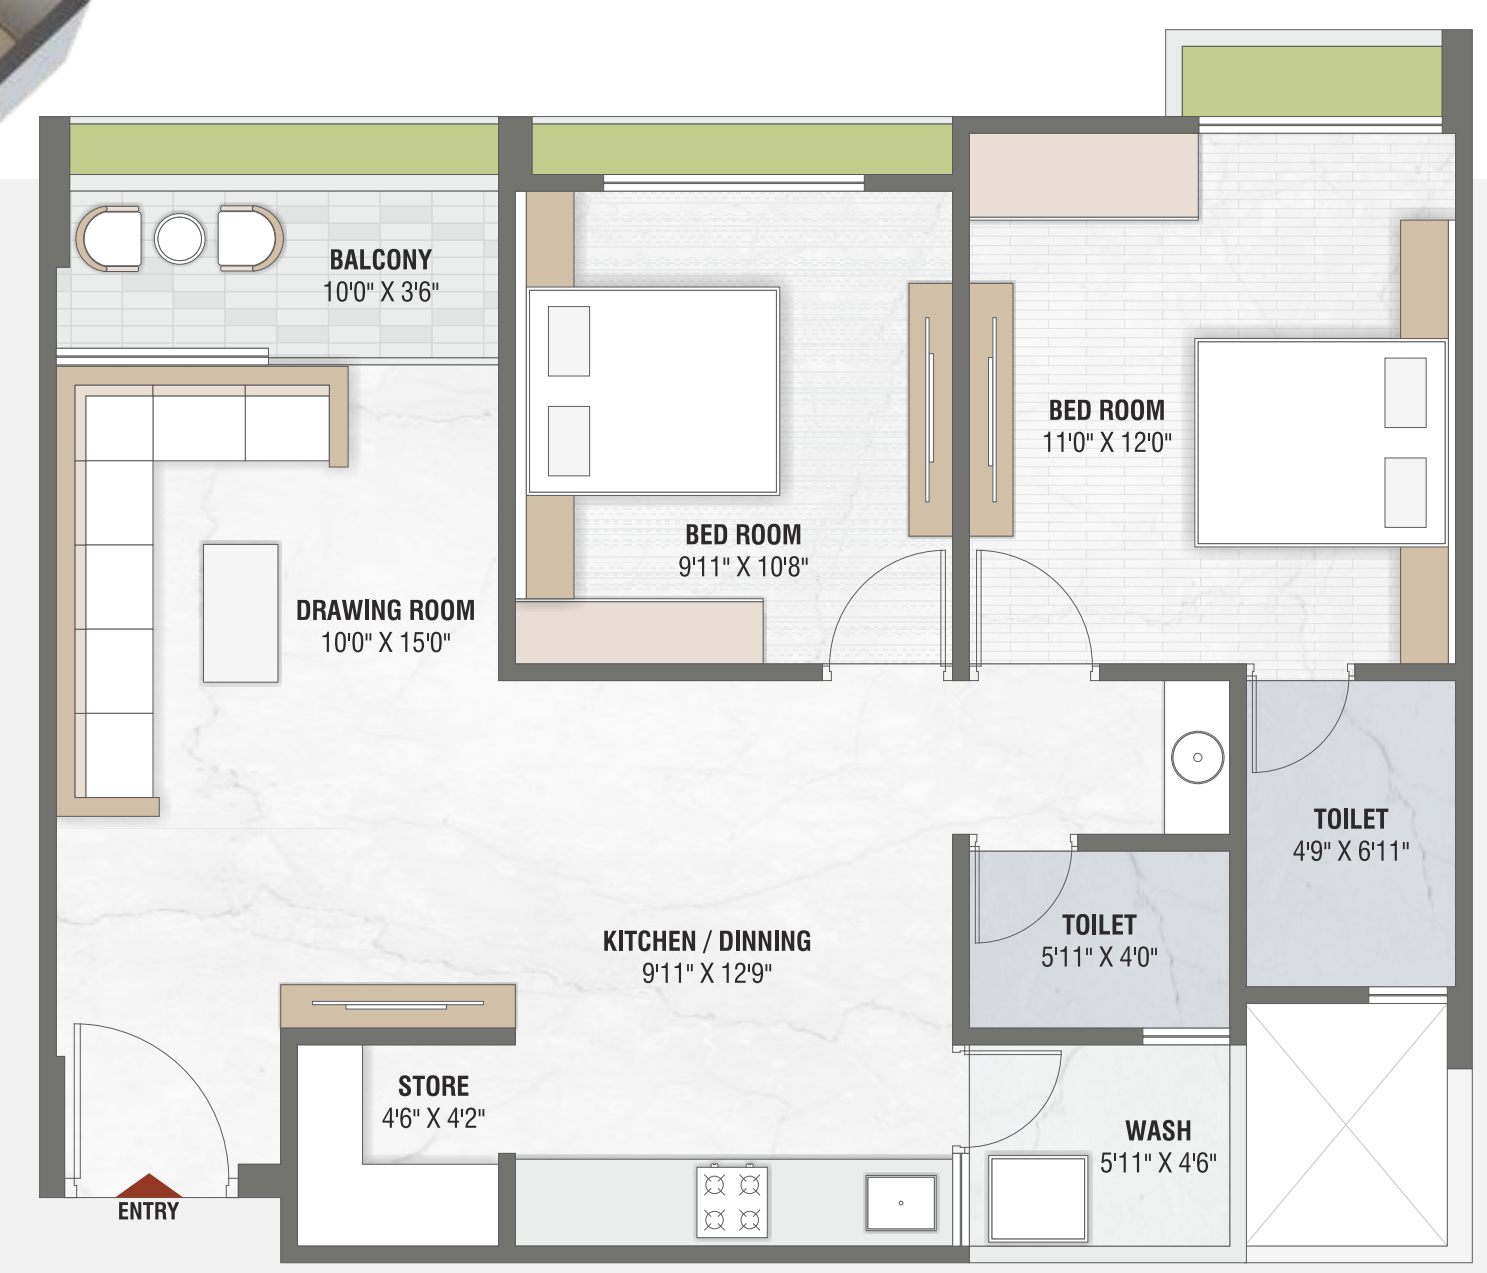 BALCONY
10'0" X 3'6"
BED ROOM
11'0" X 12'0"
BED ROOM
9'11" X 10'8"
DRAWING ROOM
10'0" X 15'0"
TOILET
4'9" X 6'11"
TOILET
5'11" X 4'0"
KITCHEN / DINNING
9'11" X 12'9"
STORE
4'6" X 4'2"
WASH
5'11" X 4'6"
ENTRY